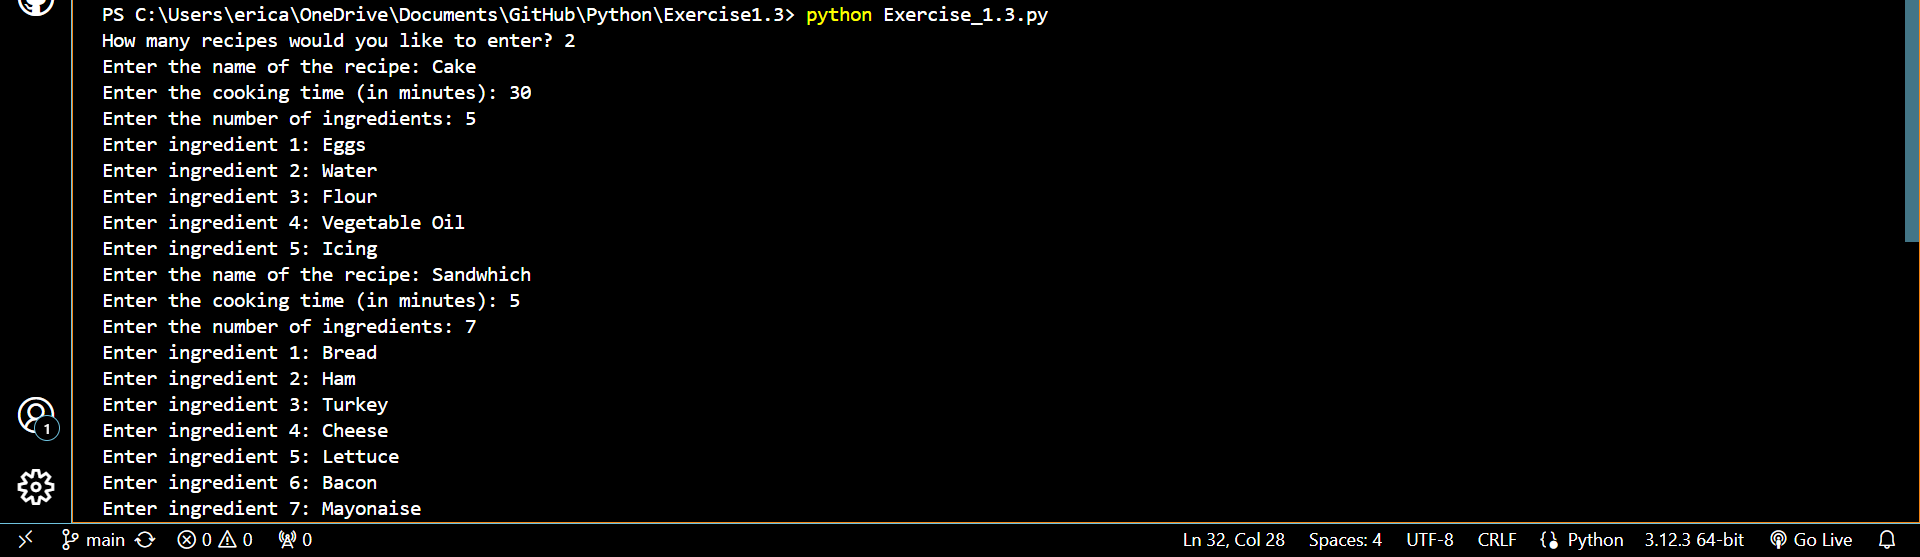 PS C:\Users\erica\OneDrive\Documents\GitHub\Python\Exercise1.3> python Exercise_1.3.py
How many recipes would you like to enter? 2
Enter the name of the recipe: Cake
Enter the cooking time (in minutes): 30
Enter the number of ingredients: 5
Enter ingredient 1: Eggs
Enter ingredient 2: Water
Enter ingredient 3: Flour
Enter ingredient 4: Vegetable Oil
Enter ingredient 5: Icing
Enter the name of the recipe: Sandwhich
Enter the cooking time (in minutes): 5
Enter the number of ingredients: 7
Enter ingredient 1: Bread
Enter ingredient 2: Ham
Enter ingredient 3: Turkey
Enter ingredient 4: Cheese
Enter ingredient 5: Lettuce
Enter ingredient 6: Bacon
Enter ingredient 7: Mayonaise
1
main 0 0 0 Ln 32, Col 28 Spaces: 4 UTF-8 CRLF {} Python 3.12.3 64-bit Go Live